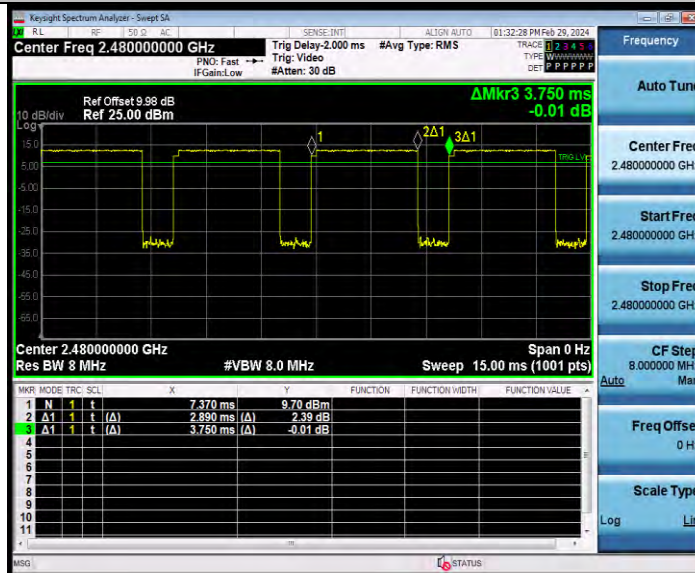 Keysight Spectrum Analyzer - Swept SA
RL RF 50 Ω AC SENSE:INT ALIGN AUTO 01:32:28 PM Feb 29, 2024
Center Freq 2.480000000 GHz
PNO: Fast
IFGain:Low
Trig Delay-2.000 ms
Trig: Video
#Atten: 30 dB
#Avg Type: RMS
TRACE 1 2 3 4 5 6
TYPE W
DET P P P P P P
Ref Offset 9.98 dB
10 dB/div Ref 25.00 dBm
Log
ΔMkr3 3.750 ms
-0.01 dB
15.0
5.00
-5.00
-15.0
-25.0
-35.0
-45.0
-55.0
-65.0
1
2Δ1
3Δ1
TRIG LVL
Center 2.480000000 GHz Span 0 Hz
Res BW 8 MHz #VBW 8.0 MHz Sweep 15.00 ms (1001 pts)
MKR MODE TRC SCL X Y FUNCTION FUNCTION WIDTH FUNCTION VALUE
1 N 1 t 7.370 ms 9.70 dBm
2 Δ1 1 t (Δ) 2.890 ms (Δ) 2.39 dB
3 Δ1 1 t (Δ) 3.750 ms (Δ) -0.01 dB
4
5
6
7
8
9
10
11
MSG STATUS
Frequency
Auto Tune
Center Freq
2.480000000 GH
Start Freq
2.480000000 GH
Stop Freq
2.480000000 GH
CF Step
8.000000 MH
Auto Man
Freq Offse
0 H
Scale Type
Log Lin